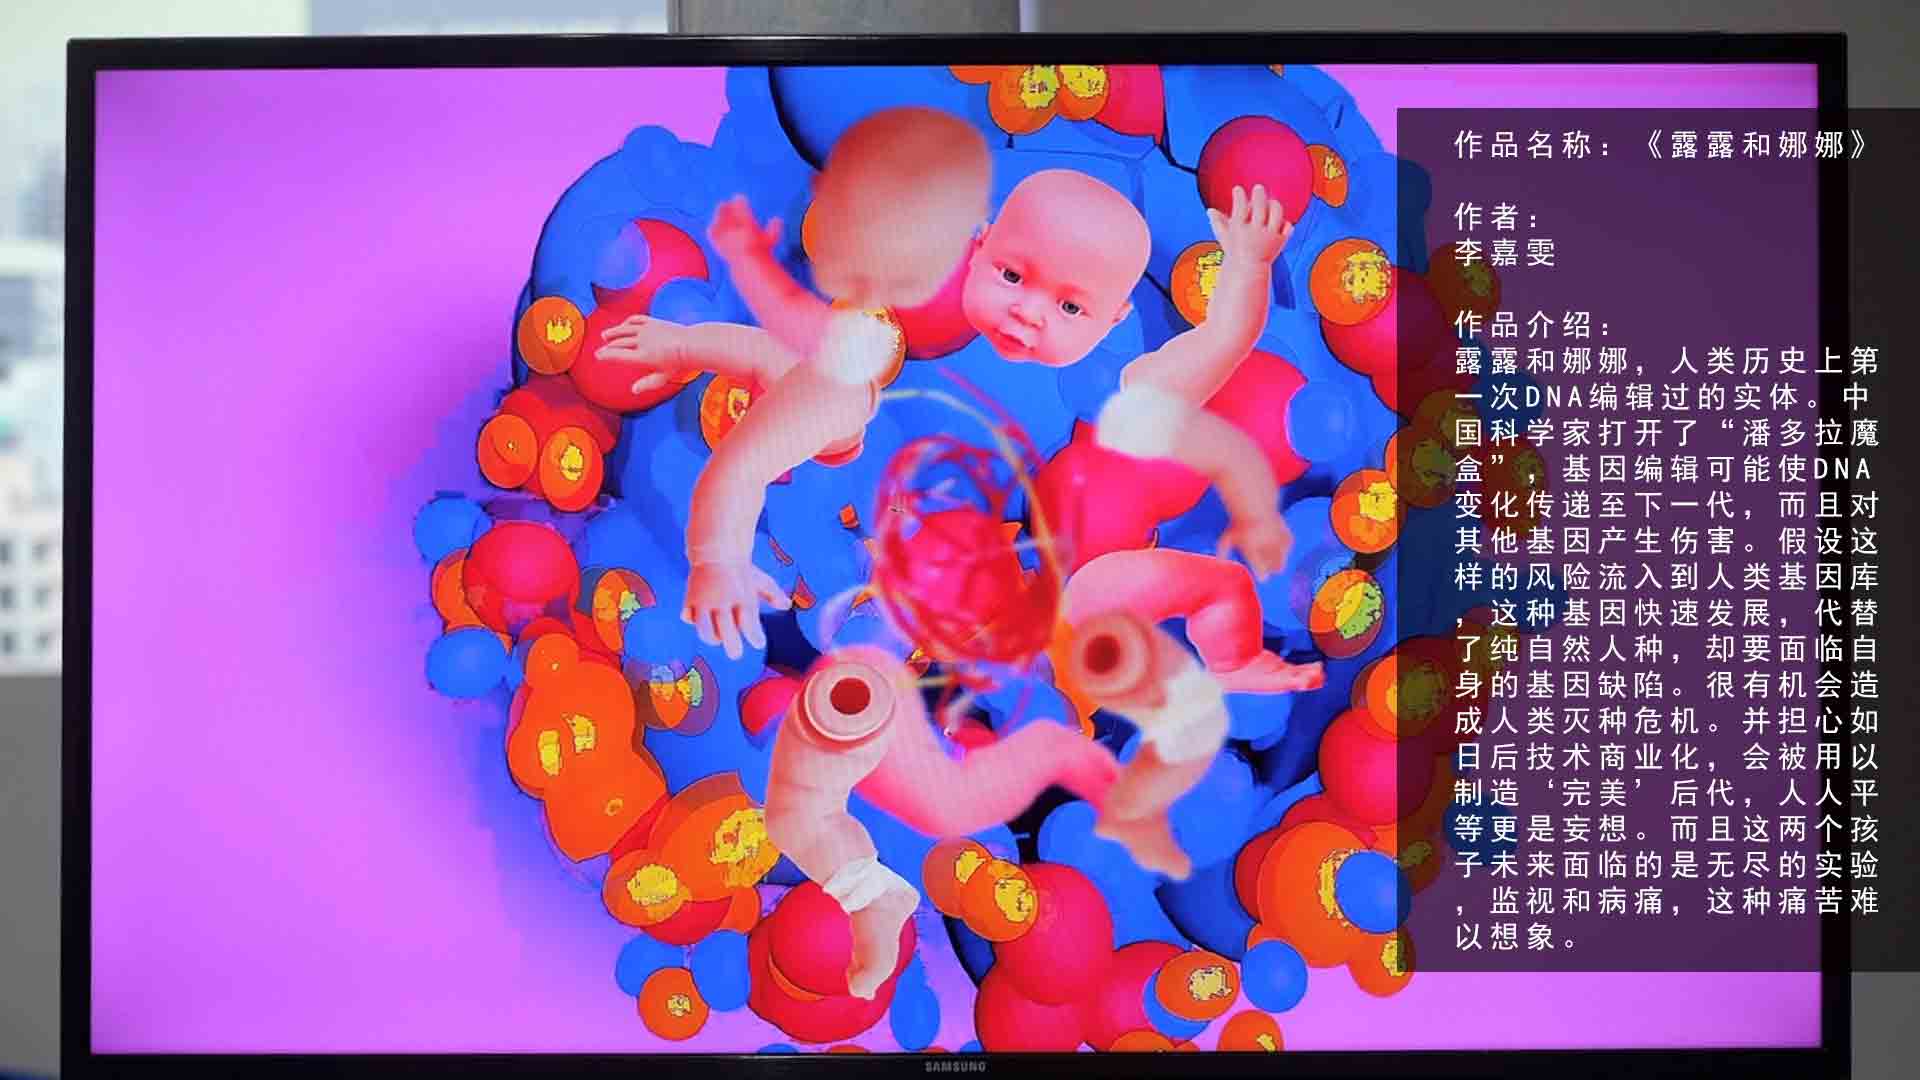 作品名称：《露露和娜娜》
作者：
李嘉雯
作品介绍：
露露和娜娜，人类历史上第
一次DNA编辑过的实体。中
国科学家打开了“潘多拉魔
盒”，基因编辑可能使DNA
变化传递至下一代，而且对
其他基因产生伤害。假设这
样的风险流入到人类基因库
，这种基因快速发展，代替
了纯自然人种，却要面临自
身的基因缺陷。很有机会造
成人类灭种危机。并担心如
日后技术商业化，会被用以
制造‘完美’后代，人人平
等更是妄想。而且这两个孩
子未来面临的是无尽的实验
，监视和病痛，这种痛苦难
以想象。
SAMSUNG